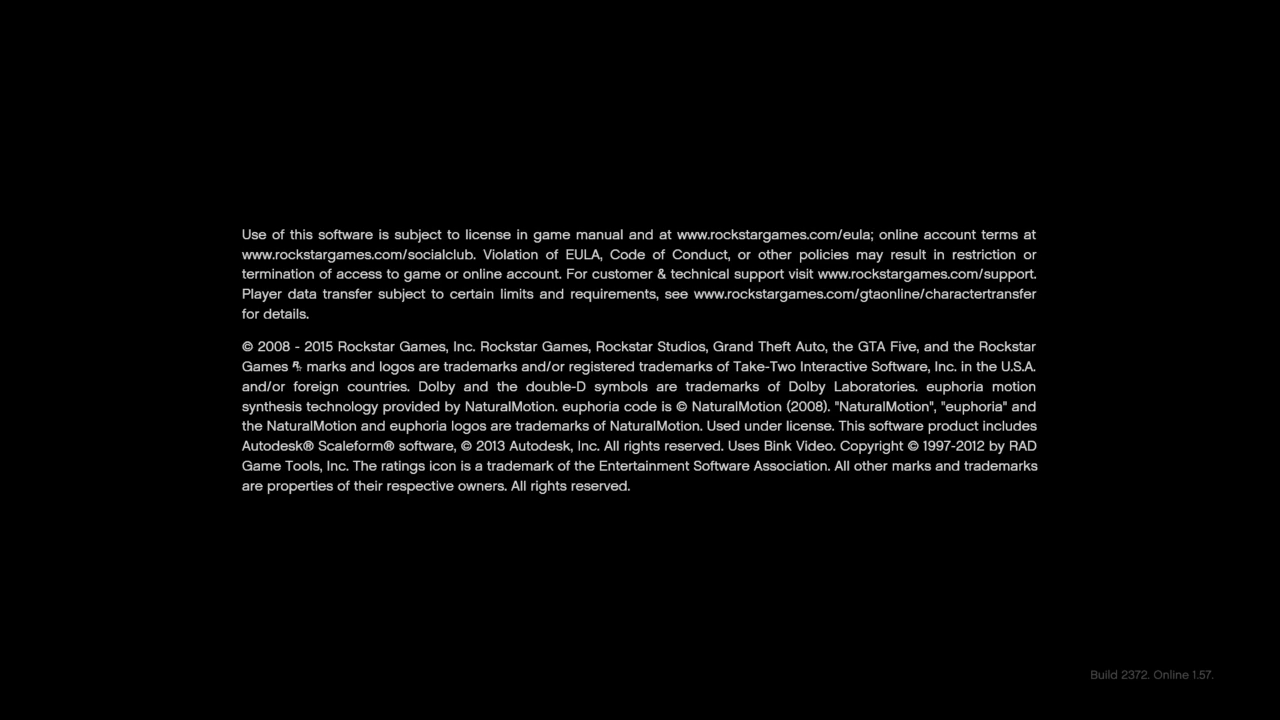 Use of this software is subject to license in game manual and at www.rockstargames.com/eula; online account terms at
www.rockstargames.com/socialclub. Violation of EULA, Code of Conduct, or other policies may result in restriction or
termination of access to game or online account. For customer & technical support visit www.rockstargames.com/support.
Player data transfer subject to certain limits and requirements, see www.rockstargames.com/gtaonline/charactertransfer
for details.
© 2008 - 2015 Rockstar Games, Inc. Rockstar Games, Rockstar Studios, Grand Theft Auto, the GTA Five, and the Rockstar
Games R* marks and logos are trademarks and/or registered trademarks of Take-Two Interactive Software, Inc. in the U.S.A.
and/or foreign countries. Dolby and the double-D symbols are trademarks of Dolby Laboratories. euphoria motion
synthesis technology provided by NaturalMotion. euphoria code is © NaturalMotion (2008). "NaturalMotion", "euphoria" and
the NaturalMotion and euphoria logos are trademarks of NaturalMotion. Used under license. This software product includes
Autodesk® Scaleform® software, © 2013 Autodesk, Inc. All rights reserved. Uses Bink Video. Copyright © 1997-2012 by RAD
Game Tools, Inc. The ratings icon is a trademark of the Entertainment Software Association. All other marks and trademarks
are properties of their respective owners. All rights reserved.
Build 2372. Online 1.57.